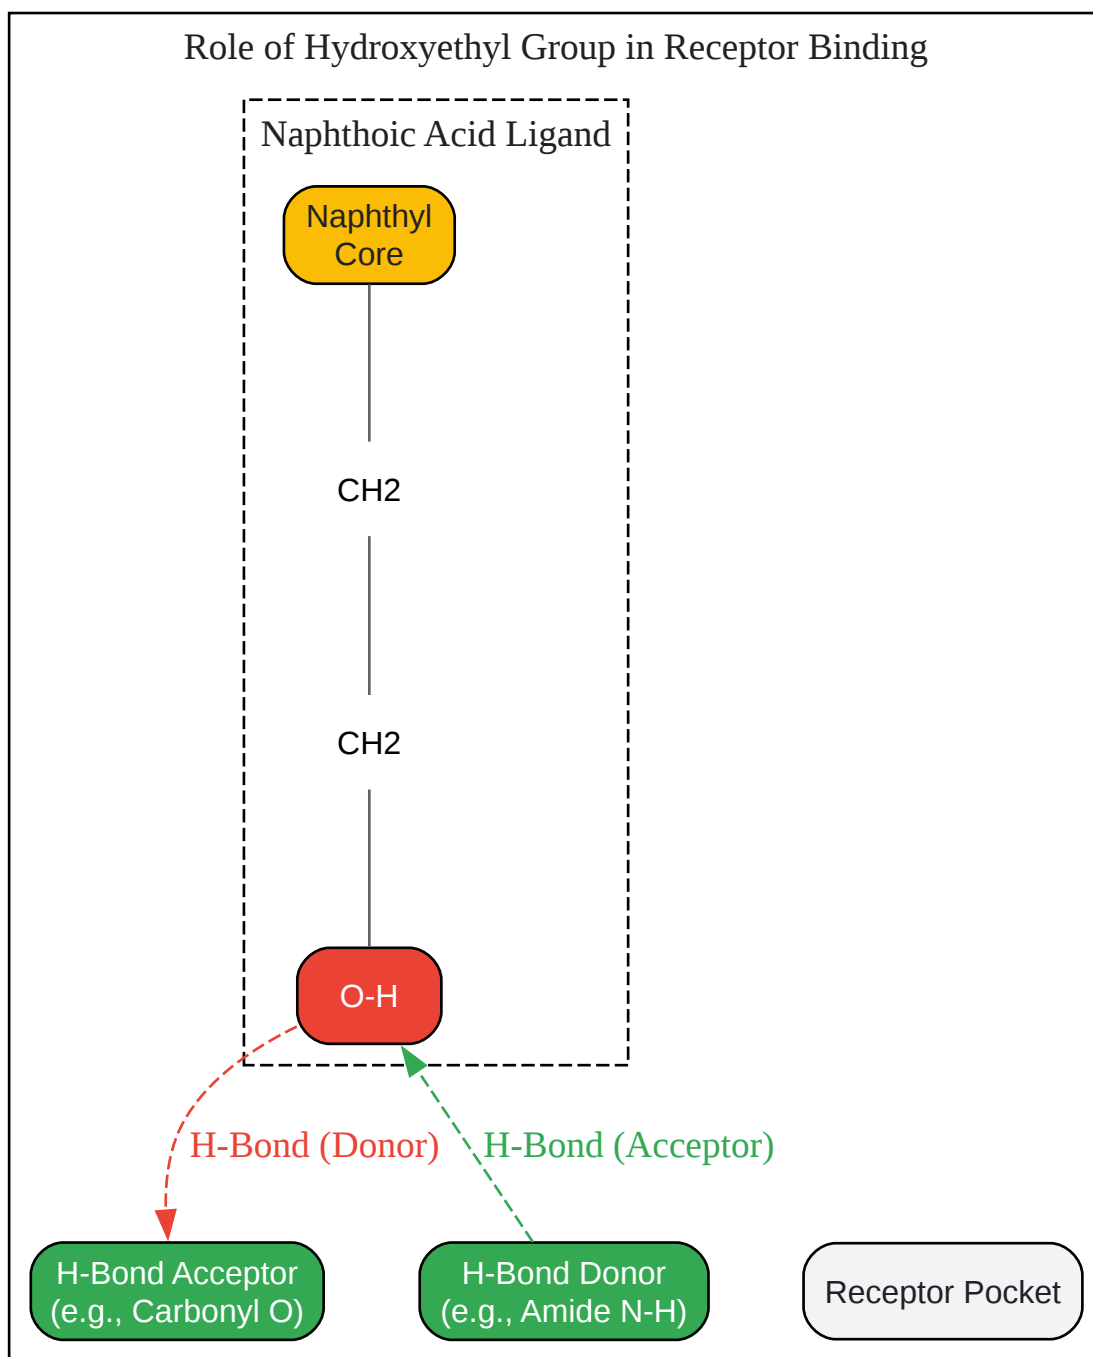 Role of Hydroxyethyl Group in Receptor Binding
Naphthoic Acid Ligand
Naphthyl
Core
CH2
CH2
O-H
H-Bond (Donor)
H-Bond (Acceptor)
H-Bond Acceptor
(e.g., Carbonyl O)
H-Bond Donor
(e.g., Amide N-H)
Receptor Pocket